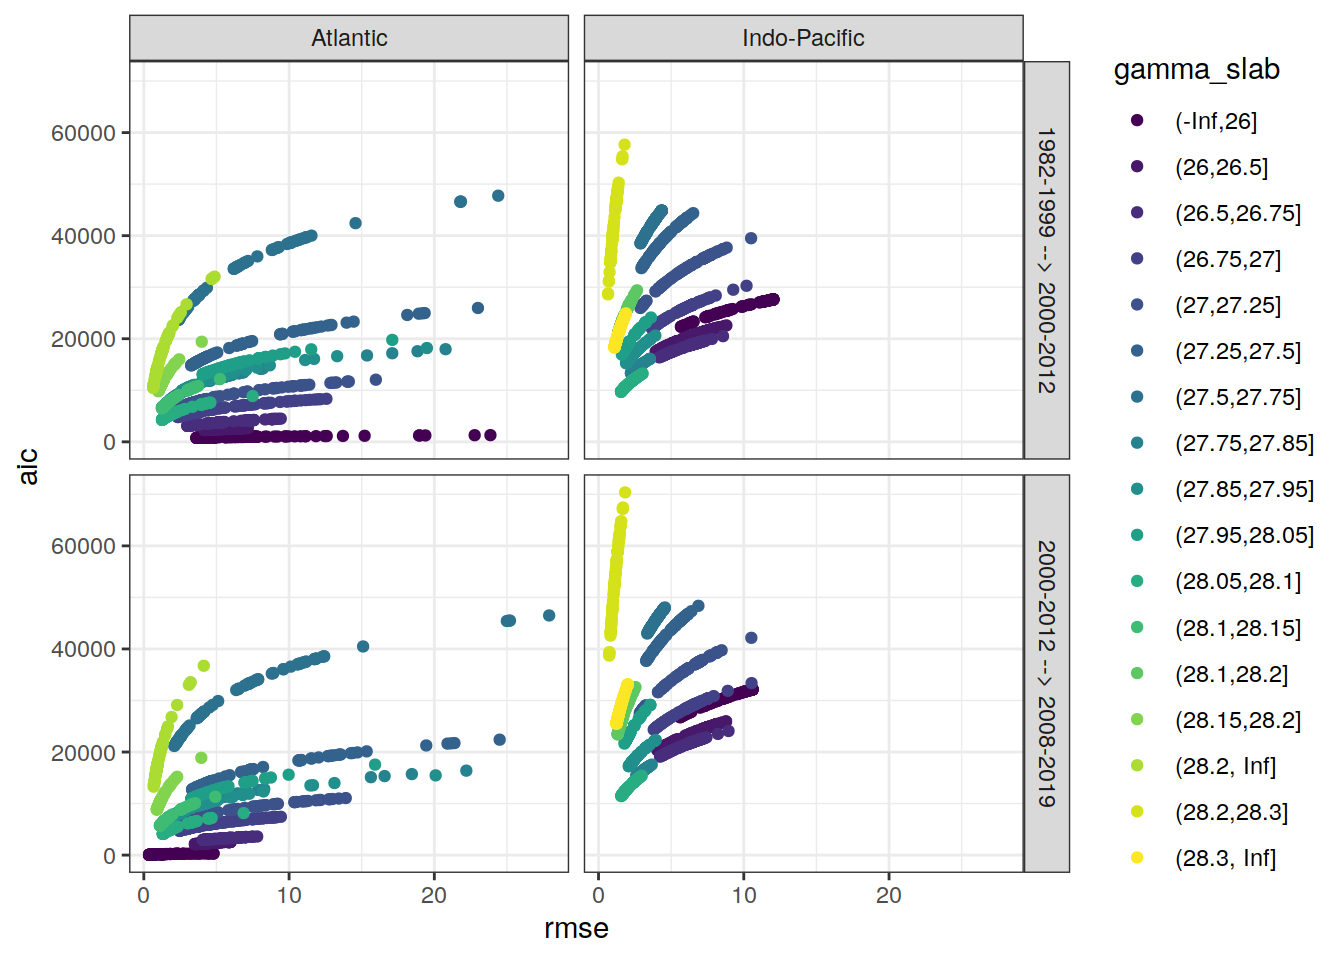 Atlantic
Indo-Pacific
60000
40000
20000
0
1982-1999 --> 2000-2012
60000
40000
20000
0
2000-2012 --> 2008-2019
aic
0
10
20
0
10
20
rmse
gamma_slab
(-Inf,26]
(26,26.5]
(26.5,26.75]
(26.75,27]
(27,27.25]
(27.25,27.5]
(27.5,27.75]
(27.75,27.85]
(27.85,27.95]
(27.95,28.05]
(28.05,28.1]
(28.1,28.15]
(28.1,28.2]
(28.15,28.2]
(28.2, Inf]
(28.2,28.3]
(28.3, Inf]